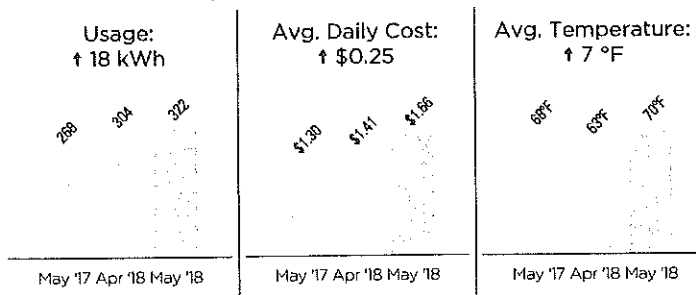 Usage:
↑ 18 kWh
268
304
322
May '17 Apr '18 May '18
Avg. Daily Cost:
↑ $0.25
$1.30
$1.41
$1.66
May '17 Apr '18 May '18
Avg. Temperature:
↑ 7 °F
68°F
63°F
70°F
May '17 Apr '18 May '18